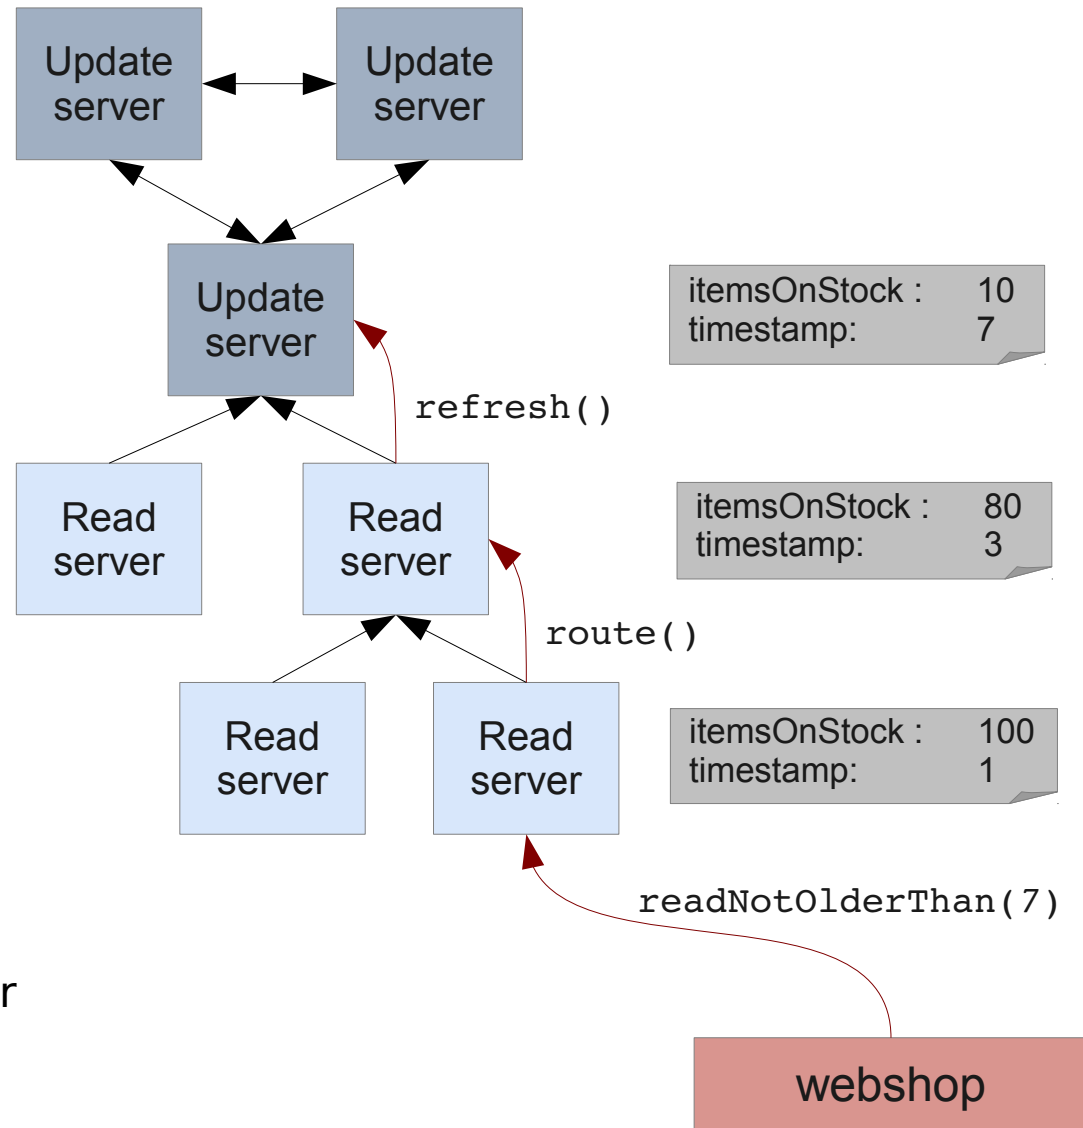 Update
server
Update
server
Update
server
itemsOnStock : 10
timestamp: 7
refresh()
Read
server
Read
server
itemsOnStock : 80
timestamp: 3
route()
Read
server
Read
server
itemsOnStock : 100
timestamp: 1
readNotOlderThan(7)
r
webshop